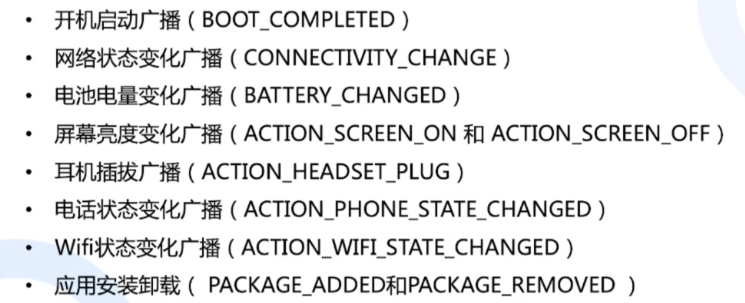 • 开机启动广播（BOOT_COMPLETED）
• 网络状态变化广播（CONNECTIVITY_CHANGE）
• 电池电量变化广播（BATTERY_CHANGED）
• 屏幕亮度变化广播（ACTION_SCREEN_ON 和 ACTION_SCREEN_OFF）
• 耳机插拔广播（ACTION_HEADSET_PLUG）
• 电话状态变化广播（ACTION_PHONE_STATE_CHANGED）
• Wifi状态变化广播（ACTION_WIFI_STATE_CHANGED）
• 应用安装卸载（ PACKAGE_ADDED和PACKAGE_REMOVED ）